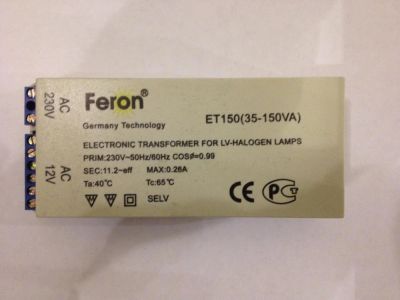 Feron®
Germany Technology
ET150(35-150VA)
AC
230V
AC
12V
ELECTRONIC TRANSFORMER FOR LV-HALOGEN LAMPS
PRIM:230V~50Hz/60Hz COSø=0.99
SEC:11.2~eff MAX:0.26A
Ta:40°C Tc:65°C
SELV
CE